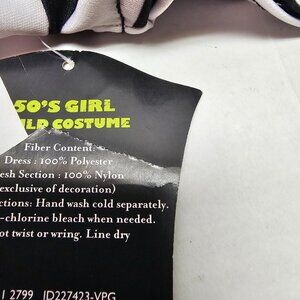 50'S GIRL
ILD COSTUME
Fiber Content:
Dress : 100% Polyester
esh Section : 100% Nylon
exclusive of decoration)
ctions: Hand wash cold separately.
-chlorine bleach when needed.
ot twist or wring. Line dry
1 2799 ID227423-VPG